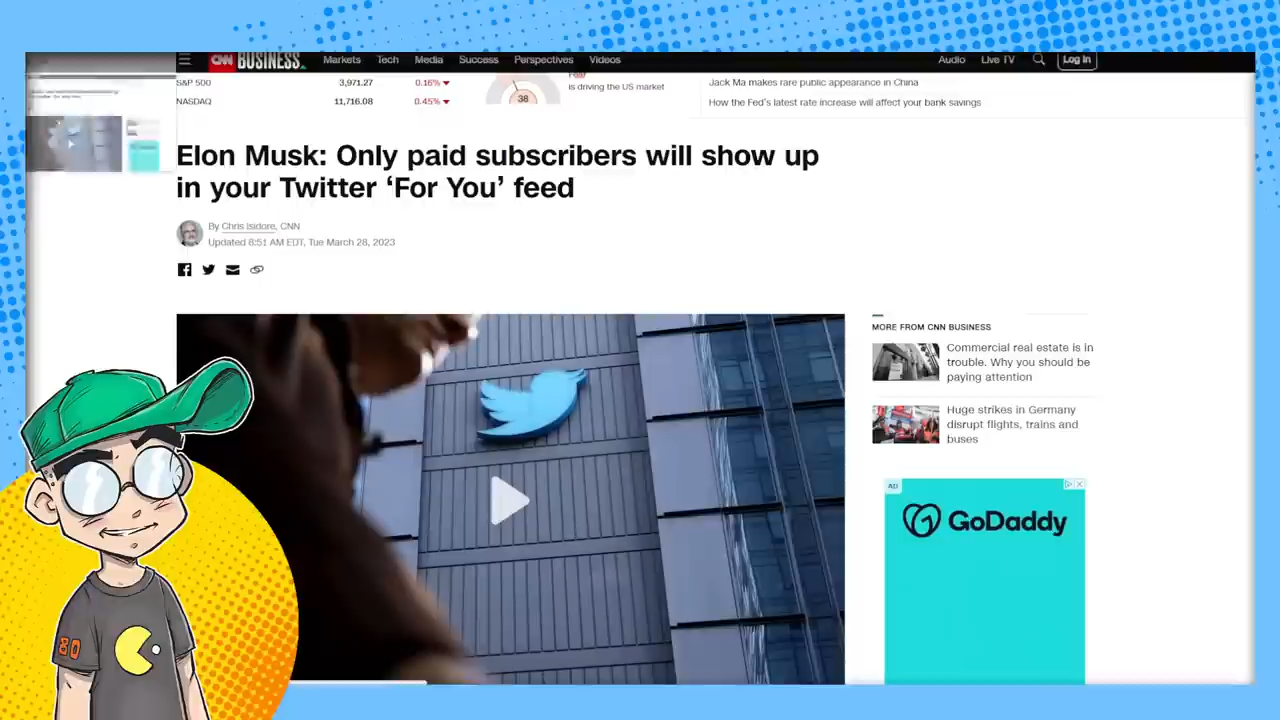 CNN BUSINESS
Markets Tech Media Success Perspectives Videos
Audio Live TV Log In
S&P 500 3,971.27 0.16%
NASDAQ 11,716.08 0.45%
38
Fear
is driving the US market
Jack Ma makes rare public appearance in China
How the Fed's latest rate increase will affect your bank savings
Elon Musk: Only paid subscribers will show up
in your Twitter ‘For You’ feed
By Chris Isidore, CNN
Updated 8:51 AM EDT, Tue March 28, 2023
MORE FROM CNN BUSINESS
Commercial real estate is in
trouble. Why you should be
paying attention
Huge strikes in Germany
disrupt flights, trains and
buses
AD
GoDaddy
80